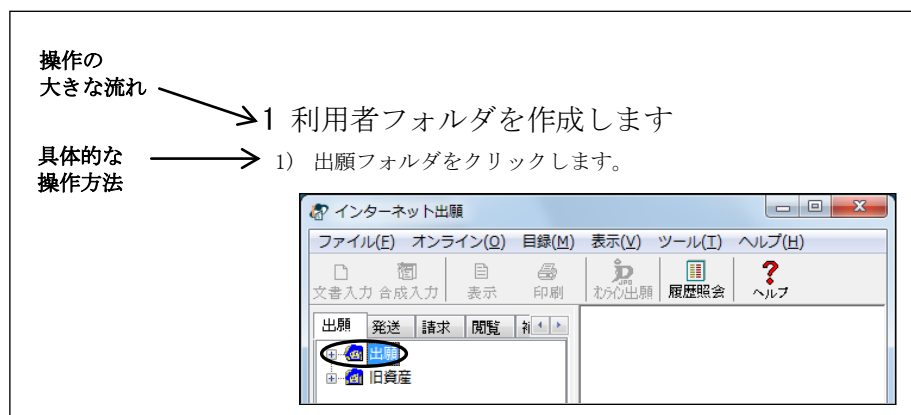 操作の
大きな流れ
1 利用者フォルダを作成します
具体的な
操作方法
1) 出願フォルダをクリックします。
インターネット出願
ファイル(F) オンライン(O) 目録(M) 表示(V) ツール(T) ヘルプ(H)
文書入力 合成入力 表示 印刷 オンライン出願 履歴照会 ヘルプ
出願 発送 請求 閲覧
出願
旧資産